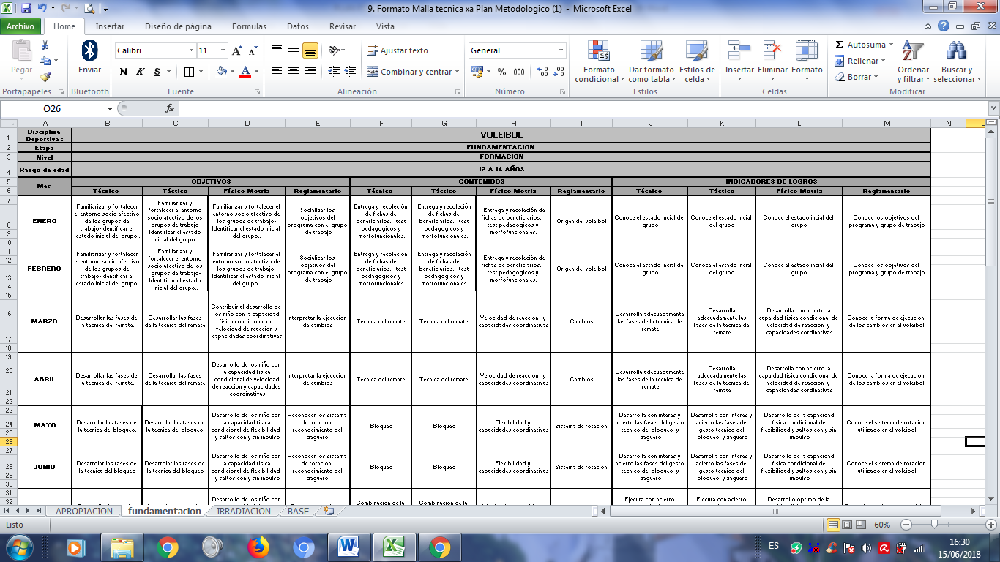 9. Formato Malla tecnica xa Plan Metodologico (1) - Microsoft Excel
Archivo Home Insertar Diseño de página Fórmulas Datos Revisar Vista
Pegar Enviar Calibri 11 Ajustar texto General Formato condicional Dar formato como tabla Estilos de celda Insertar Eliminar Formato Autosuma Ordenar y filtrar Buscar y seleccionar
N K S Combinar y centrar % 000 Rellenar Borrar
Portapapeles Bluetooth Fuente Alineación Número Estilos Celdas Modificar
O26 fx
A B C D E F G H I J K L M N
1 Disciplina Deportiva : VOLEIBOL
2 Etapa FUNDAMENTACION
3 Nivel FORMACION
4 Rango de edad 12 A 14 AÑOS
5 Mes OBJETIVOS CONTENIDOS INDICADORES DE LOGROS
6 Técnico Táctico Físico Motriz Reglamentario Técnico Táctico Físico Motriz Reglamentario Técnico Táctico Físico Motriz Reglamentario
7
8
9
10
ENERO
Familiarizar y fortalecer el entorno socio afectivo de los grupos de trabajo-Identificar el estado inicial del grupo..
Familiarizar y fortalecer el entorno socio afectivo de los grupos de trabajo-Identificar el estado inicial del grupo..
Familiarizar y fortalecer el entorno socio afectivo de los grupos de trabajo-Identificar el estado inicial del grupo..
Socializar los objetivos del programa con el grupo de trabajo
Entrega y recoleción de fichas de beneficiarios., test pedagogicos y morfofuncionales.
Entrega y recoleción de fichas de beneficiarios., test pedagogicos y morfofuncionales.
Entrega y recoleción de fichas de beneficiarios., test pedagogicos y morfofuncionales.
Origen del voleibol
Conoce el estado incial del grupo
Conoce el estado incial del grupo
Conoce el estado incial del grupo
Conoce los objetivos del programa y grupo de trabajo
11
12
13
14
FEBRERO
Familiarizar y fortalecer el entorno socio afectivo de los grupos de trabajo-Identificar el estado inicial del grupo..
Familiarizar y fortalecer el entorno socio afectivo de los grupos de trabajo-Identificar el estado inicial del grupo..
Familiarizar y fortalecer el entorno socio afectivo de los grupos de trabajo-Identificar el estado inicial del grupo..
Socializar los objetivos del programa con el grupo de trabajo
Entrega y recoleción de fichas de beneficiarios., test pedagogicos y morfofuncionales.
Entrega y recoleción de fichas de beneficiarios., test pedagogicos y morfofuncionales.
Entrega y recoleción de fichas de beneficiarios., test pedagogicos y morfofuncionales.
Origen del voleibol
Conoce el estado incial del grupo
Conoce el estado incial del grupo
Conoce el estado incial del grupo
Conoce los objetivos del programa y grupo de trabajo
15
16
17
18
MARZO
Desarrollar las fases de la tecnica del remate.
Desarrollar las fases de la tecnica del remate.
Contribuir al desarrollo de los niño con la capacidad fisica condicional de velocidad de reaccion y capacidades coordinativas
Interpretar la ejecucion de cambios
Tecnica del remate
Tecnica del remate
Velocidad de reaccion y capacidades coordinativas
Cambios
Desarrolla adecuadamente las fases de la tecnica de remate
Desarrolla adecuadamente las fases de la tecnica de remate
Desarrolla con acierto la capaidad física condicional de velocidad de reaccion y capacidades cordinativas
Conoce la forma de ejecucion de los cambios en el voleibol
19
20
21
22
ABRIL
Desarrollar las fases de la tecnica del remate.
Desarrollar las fases de la tecnica del remate.
Desarrollo de los niño con la capacidad física condicional de velocidad de reaccion y capacidades coordinativas
Interpretar la ejecucion de cambios
Tecnica del remate
Tecnica del remate
Velocidad de reaccion y capacidades coordinativas
Cambios
Desarrolla adecuadamente las fases de la tecnica de remate
Desarrolla adecuadamente las fases de la tecnica de remate
Desarrolla con acierto la capaidad física condicional de velocidad de reaccion y capacidades cordinativas
Conoce la forma de ejecucion de los cambios en el voleibol
23
24
25
26
MAYO
Desarrolar las fases de la tecnica del bloqueo.
Desarrolar las fases de la tecnica del bloqueo.
Desarrollo de los niño con la capacidad física condicional de flexibilidad y saltos con y sin impulso
Reconocer los sistema de rotacion, reconocimiento del zaguero
Bloqueo
Bloqueo
Flexibilidad y capacidades coordinativas
sistema de rotacion
Desarrolla con interes y acierto las fases del gesto tecnico del bloqueo y zaguero
Desarrolla con interes y acierto las fases del gesto tecnico del bloqueo y zaguero
Desarrollo de la capacidad física condicional de flexibilidad y saltos con y sin impulso
Conoce el sistema de rotacion utilizado en el voleibol
27
28
29
30
JUNIO
Desarrolar las fases de la tecnica del bloqueo
Desarrolar las fases de la tecnica del bloqueo
Desarrollo de los niño con la capacidad física condicional de flexibilidad y saltos con y sin impulso
Reconocer los sistema de rotacion, reconocimiento del zaguero
Bloqueo
Bloqueo
Flexibilidad y capacidades coordinativas
Sistema de rotacion
Desarrolla con interes y acierto las fases del gesto tecnico del bloqueo y zaguero
Desarrolla con interes y acierto las fases del gesto tecnico del bloqueo y zaguero
Desarrollo de la capacidad física condicional de flexibilidad y saltos con y sin impulso
Conoce el sistema de rotacion utilizado en el voleibol
31
32
Desarrollo de los niño con
Combinacion de la
Combinacion de la
Ejecuta con acierto
Ejecuta con acierto
Desarrollo optimo de la
APROPIACION fundamentacion IRRADIACION BASE
Listo 60%
ES 16:30
15/06/2018